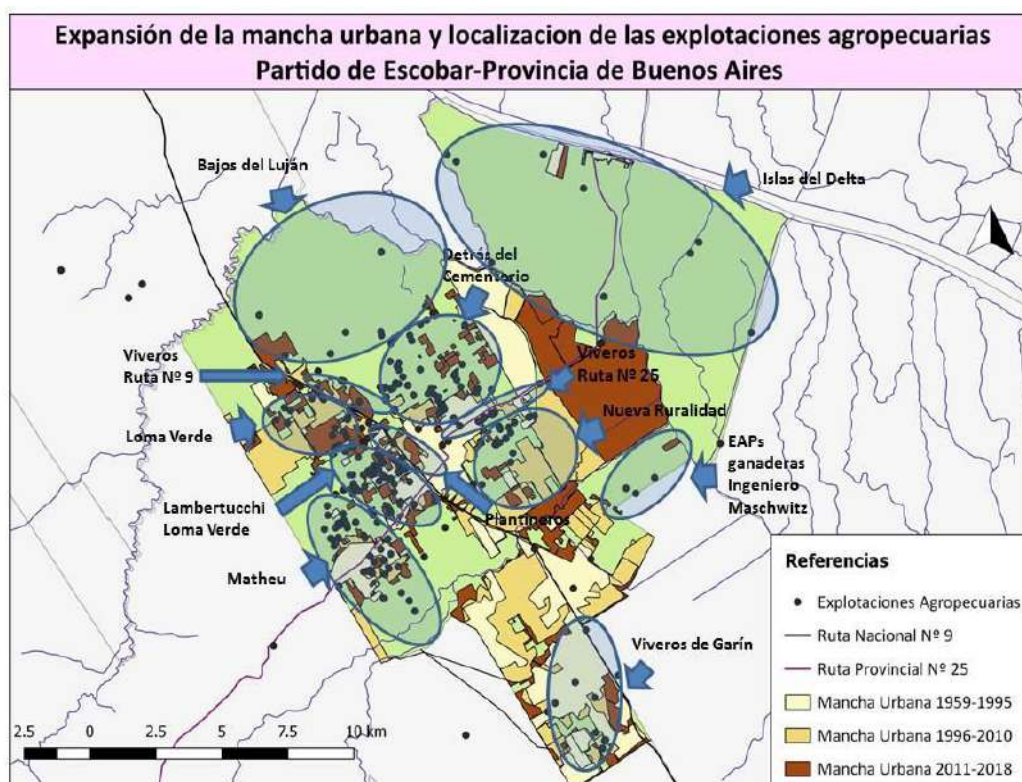 Expansión de la mancha urbana y localizacion de las explotaciones agropecuarias
Partido de Escobar-Provincia de Buenos Aires
Bajos del Luján
Islas del Delta
Detrás del
Cementerio
Viveros
Ruta Nº 9
Viveros
Ruta Nº 25
Nueva Ruralidad
Loma Verde
EAPs
ganaderas
Ingeniero
Maschwitz
Lambertucchi
Loma Verde
Plantineros
Matheu
Viveros de Garín
2.5 0 2.5 5 7.5 10 km
Referencias
Explotaciones Agropecuarias
Ruta Nacional Nº 9
Ruta Provincial Nº 25
Mancha Urbana 1959-1995
Mancha Urbana 1996-2010
Mancha Urbana 2011-2018